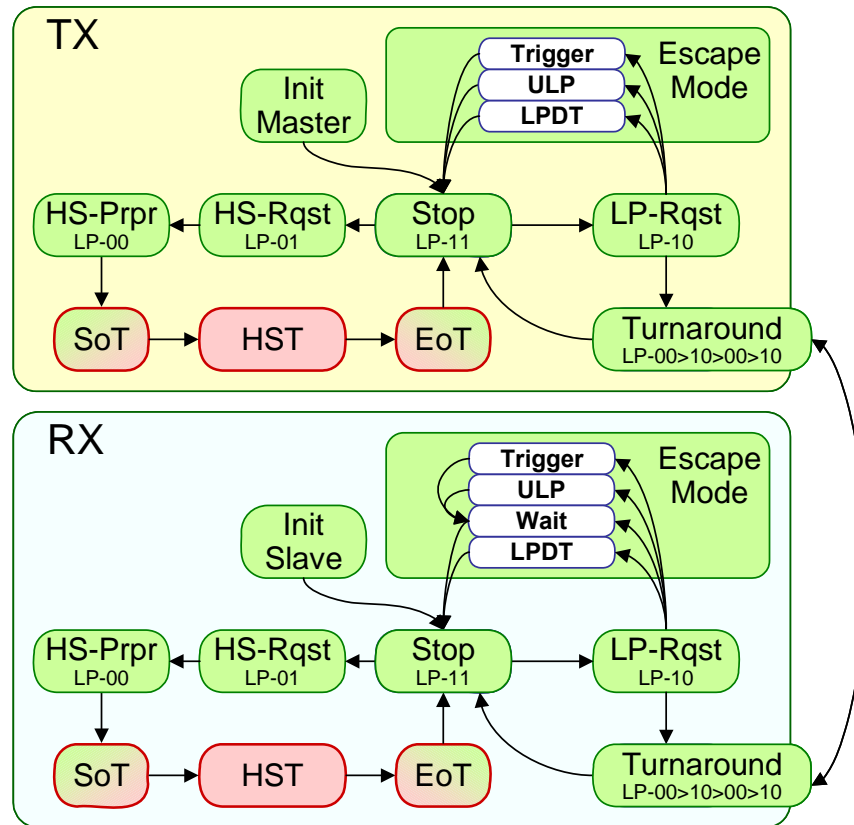 TX
Trigger
ULP
LPDT
Escape
Mode
Init
Master
HS-Prpr
LP-00
HS-Rqst
LP-01
Stop
LP-11
LP-Rqst
LP-10
SoT
HST
EoT
Turnaround
LP-00>10>00>10
RX
Trigger
ULP
Wait
LPDT
Escape
Mode
Init
Slave
HS-Prpr
LP-00
HS-Rqst
LP-01
Stop
LP-11
LP-Rqst
LP-10
SoT
HST
EoT
Turnaround
LP-00>10>00>10